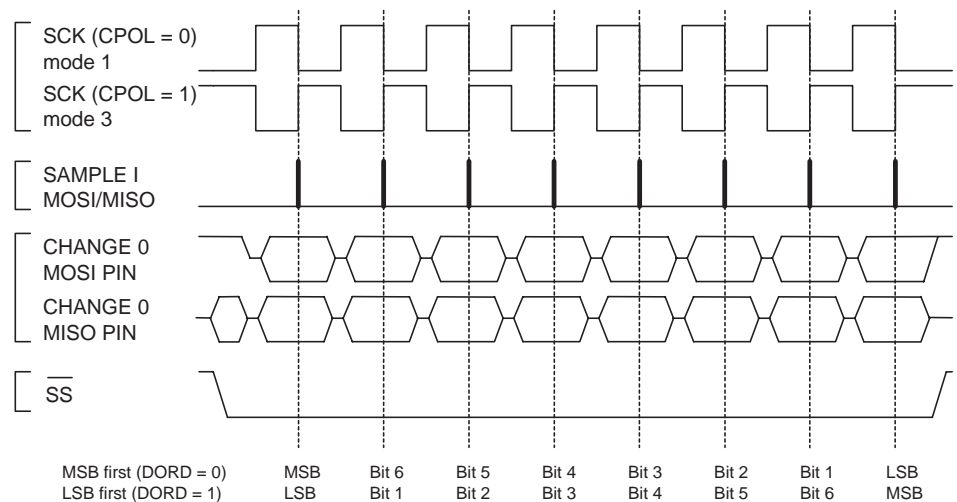 SCK (CPOL = 0)
mode 1
SCK (CPOL = 1)
mode 3
SAMPLE I
MOSI/MISO
CHANGE 0
MOSI PIN
CHANGE 0
MISO PIN
SS
MSB first (DORD = 0) MSB Bit 6 Bit 5 Bit 4 Bit 3 Bit 2 Bit 1 LSB
LSB first (DORD = 1) LSB Bit 1 Bit 2 Bit 3 Bit 4 Bit 5 Bit 6 MSB